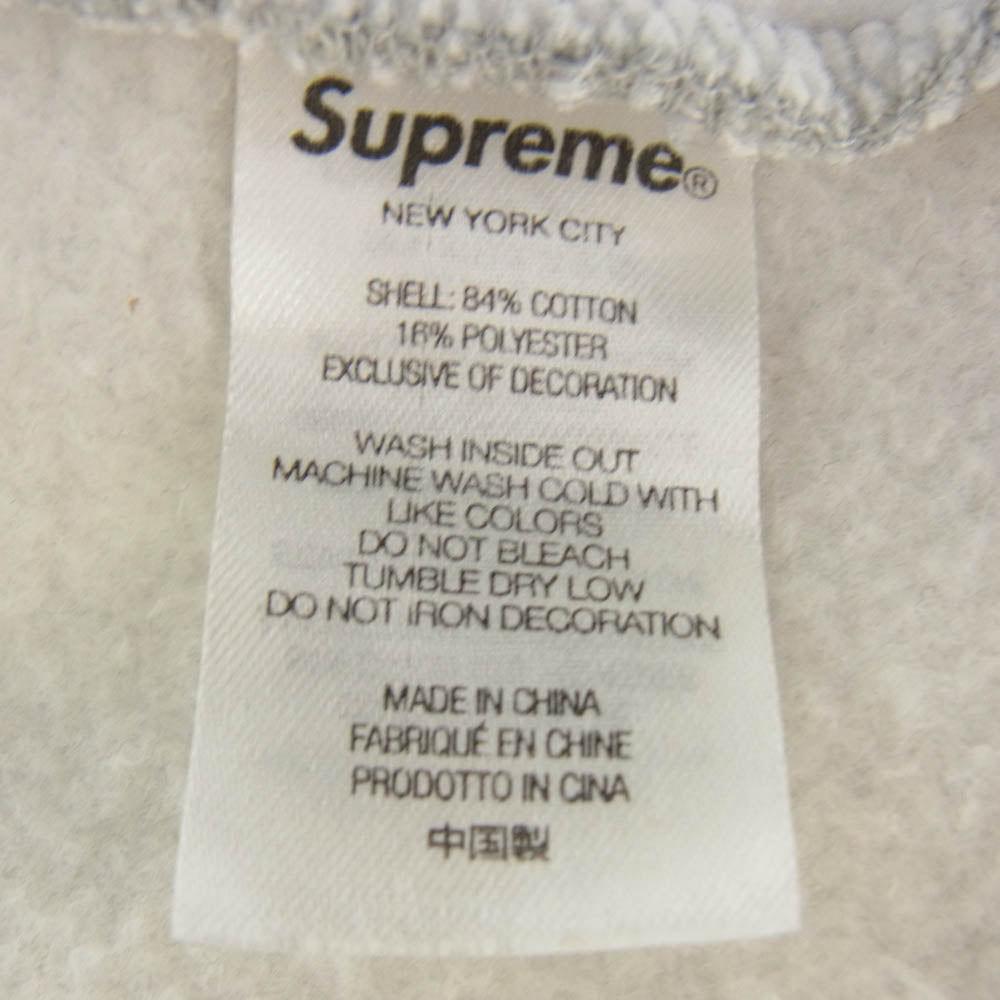 Supreme®
NEW YORK CITY
SHELL: 84% COTTON
16% POLYESTER
EXCLUSIVE OF DECORATION
WASH INSIDE OUT
MACHINE WASH COLD WITH
LIKE COLORS
DO NOT BLEACH
TUMBLE DRY LOW
DO NOT IRON DECORATION
MADE IN CHINA
FABRIQUÉ EN CHINE
PRODOTTO IN CINA
中国製